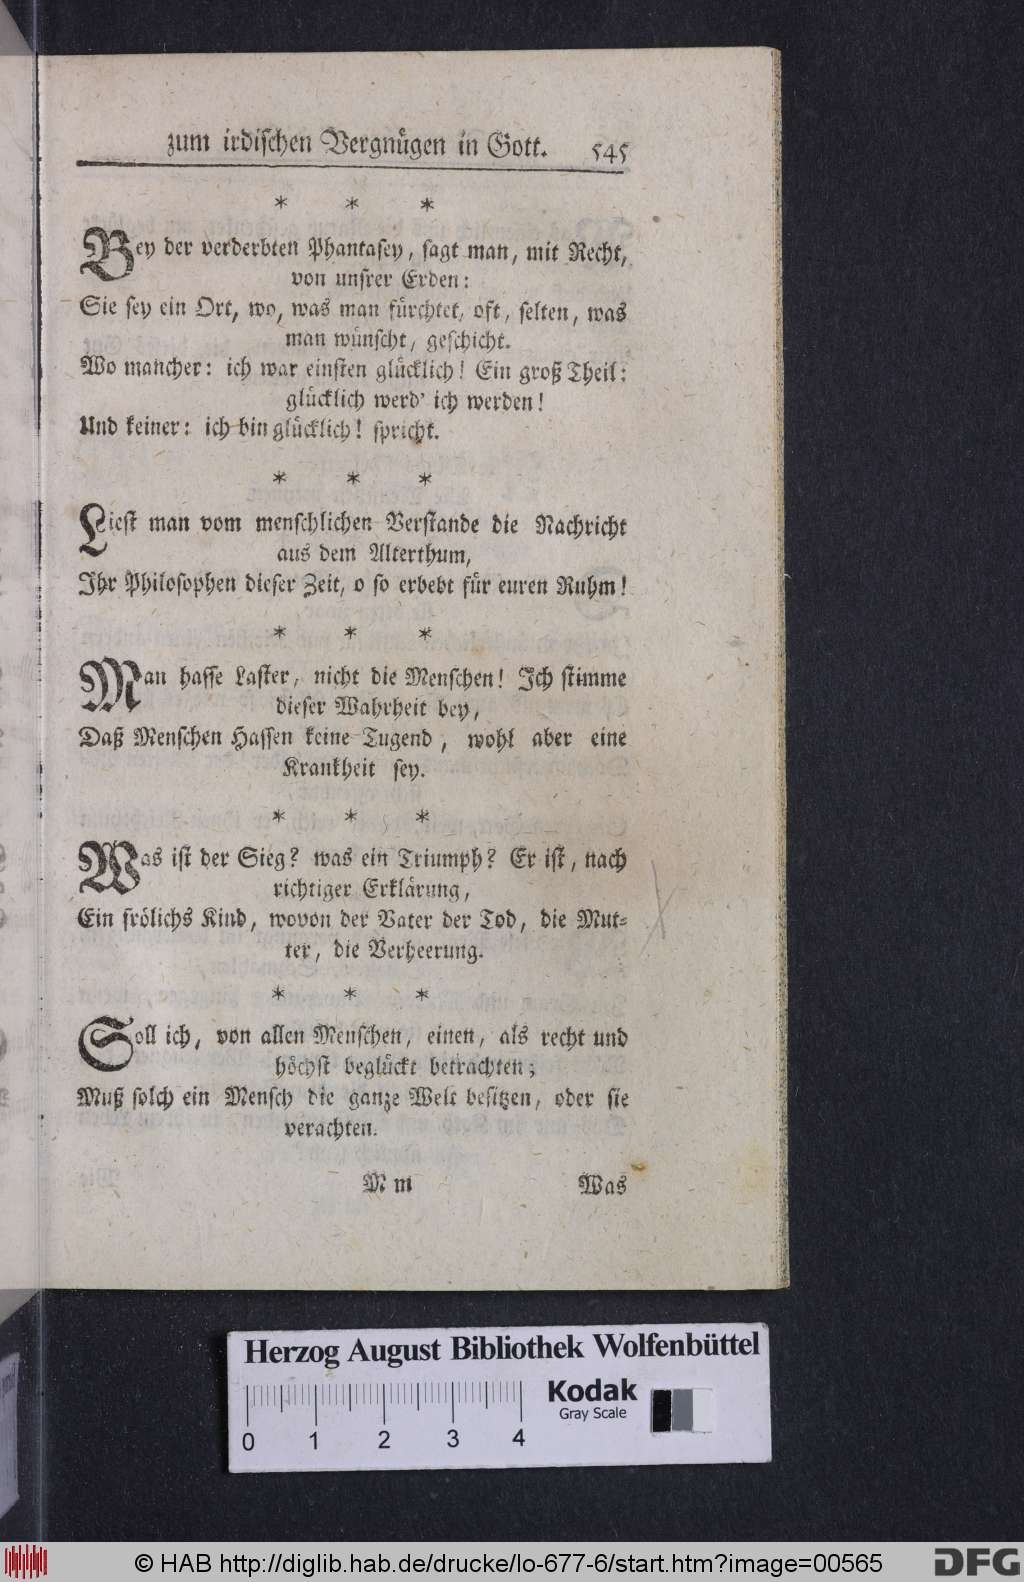 zum irdischen Vergnügen in Gott. 545
* * *
Bey der verderbten Phantasey, sagt man, mit Recht,
von unsrer Erden:
Sie sey ein Ort, wo, was man fürchtet, oft, selten, was
man wünscht, geschicht.
Wo mancher: ich war einsten glücklich! Ein groß Theil:
glücklich werd' ich werden!
Und keiner: ich bin glücklich! spricht.
* * *
Liest man vom menschlichen Verstande die Nachricht
aus dem Alterthum,
Ihr Philosophen dieser Zeit, o so erbebt für euren Ruhm!
* * *
Man hasse Laster, nicht die Menschen! Ich stimme
dieser Wahrheit bey,
Daß Menschen Hassen keine Tugend, wohl aber eine
Krankheit sey.
* * *
Was ist der Sieg? was ein Triumph? Er ist, nach
richtiger Erklärung,
Ein frölichs Kind, wovon der Vater der Tod, die Mut-
ter, die Verheerung.
* * *
Soll ich, von allen Menschen, einen, als recht und
höchst beglückt betrachten;
Muß solch ein Mensch die ganze Welt besitzen, oder sie
verachten.
M m Was
Herzog August Bibliothek Wolfenbüttel
Kodak
Gray Scale
0 1 2 3 4
© HAB http://diglib.hab.de/drucke/lo-677-6/start.htm?image=00565
DFG